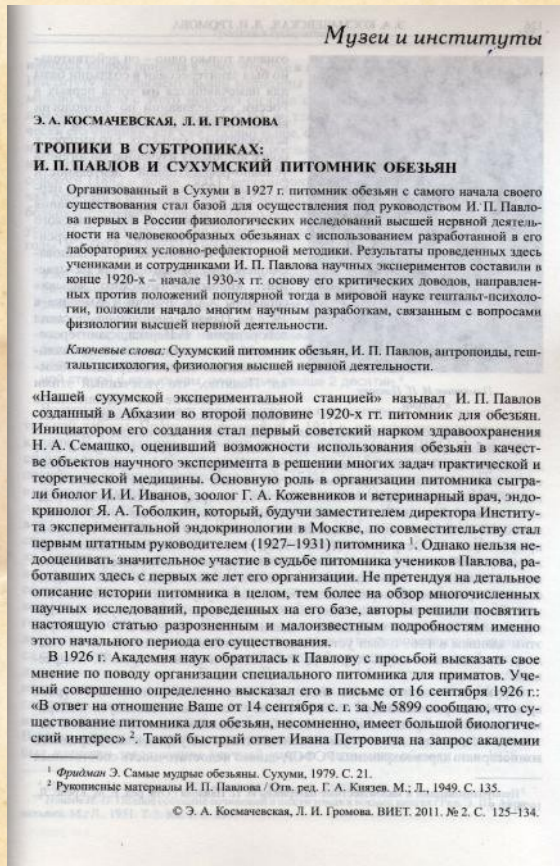 Музеи и институты
Э. А. КОСМАЧЕВСКАЯ, Л. И. ГРОМОВА
ТРОПИКИ В СУБТРОПИКАХ:
И. П. ПАВЛОВ И СУХУМСКИЙ ПИТОМНИК ОБЕЗЬЯН
Организованный в Сухуми в 1927 г. питомник обезьян с самого начала своего
существования стал базой для осуществления под руководством И. П. Павло-
ва первых в России физиологических исследований высшей нервной деятель-
ности на человекообразных обезьянах с использованием разработанной в его
лабораториях условно-рефлекторной методики. Результаты проведенных здесь
учениками и сотрудниками И. П. Павлова научных экспериментов составили в
конце 1920-х – начале 1930-х гг. основу его критических доводов, направлен-
ных против положений популярной тогда в мировой науке гештальт-психоло-
гии, положили начало многим научным разработкам, связанным с вопросами
физиологии высшей нервной деятельности.
Ключевые слова: Сухумский питомник обезьян, И. П. Павлов, антропоиды, геш-
тальтпсихология, физиология высшей нервной деятельности.
«Нашей сухумской экспериментальной станцией» называл И. П. Павлов
созданный в Абхазии во второй половине 1920-х гг. питомник для обезьян.
Инициатором его создания стал первый советский нарком здравоохранения
Н. А. Семашко, оценивший возможности использования обезьян в качест-
ве объектов научного эксперимента в решении многих задач практической и
теоретической медицины. Основную роль в организации питомника сыгра-
ли биолог И. И. Иванов, зоолог Г. А. Кожевников и ветеринарный врач, эндо-
кринолог Я. А. Тоболкин, который, будучи заместителем директора Институ-
та экспериментальной эндокринологии в Москве, по совместительству стал
первым штатным руководителем (1927–1931) питомника 1. Однако нельзя не-
дооценивать значительное участие в судьбе питомника учеников Павлова, ра-
ботавших здесь с первых же лет его организации. Не претендуя на детальное
описание истории питомника в целом, тем более на обзор многочисленных
научных исследований, проведенных на его базе, авторы решили посвятить
настоящую статью разрозненным и малоизвестным подробностям именно
этого начального периода его существования.
В 1926 г. Академия наук обратилась к Павлову с просьбой высказать свое
мнение по поводу организации специального питомника для приматов. Уче-
ный совершенно определенно высказал его в письме от 16 сентября 1926 г.:
«В ответ на отношение Ваше от 14 сентября с. г. за № 5899 сообщаю, что су-
ществование питомника для обезьян, несомненно, имеет большой биологичес-
кий интерес» 2. Такой быстрый ответ Ивана Петровича на запрос академии
1 Фридман Э. Самые мудрые обезьяны. Сухуми, 1979. С. 21.
2 Рукописные материалы И. П. Павлова / Отв. ред. Г. А. Князев. М.; Л., 1949. С. 135.
© Э. А. Космачевская, Л. И. Громова. ВИЕТ. 2011. № 2. С. 125–134.